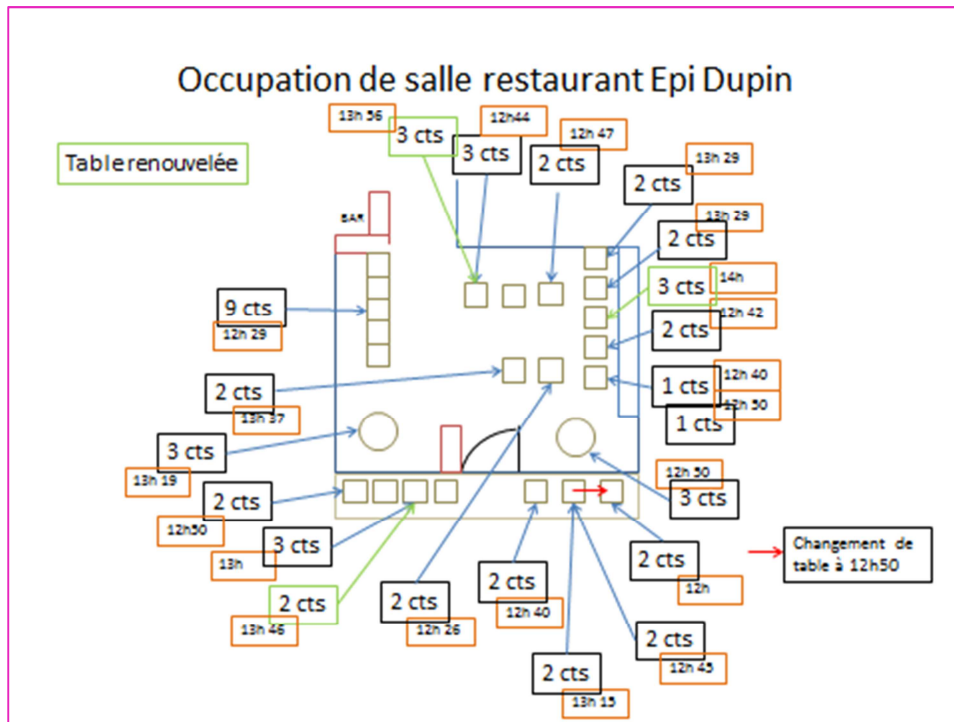 Occupation de salle restaurant Epi Dupin
13h 56
3 cts
12h44
3 cts
12h 47
2 cts
13h 29
2 cts
Table renouvelée
BAR
13h 29
2 cts
14h
3 cts
12h 42
2 cts
9 cts
12h 29
12h 40
1 cts
12h 50
1 cts
2 cts
13h 37
3 cts
13h 19
12h 50
3 cts
2 cts
12h50
3 cts
13h
Changement de
table à 12h50
2 cts
12h
2 cts
12h 40
2 cts
13h 46
2 cts
12h 26
2 cts
12h 45
2 cts
13h 15